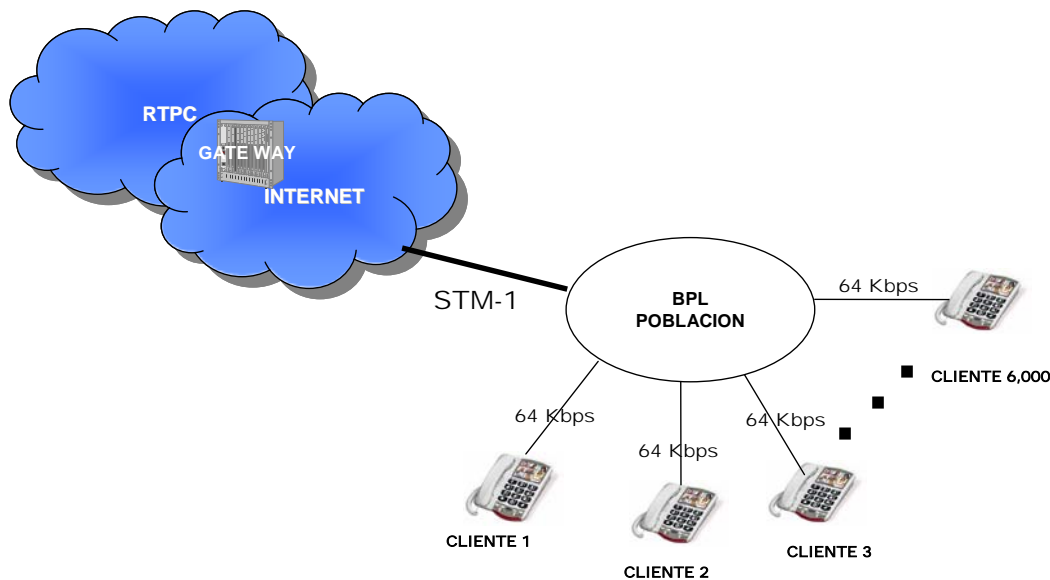 RTPC
GATE WAY
INTERNET
STM-1
BPL
POBLACION
64 Kbps
CLIENTE 6,000
64 Kbps
64 Kbps
64 Kbps
CLIENTE 1
CLIENTE 2
CLIENTE 3